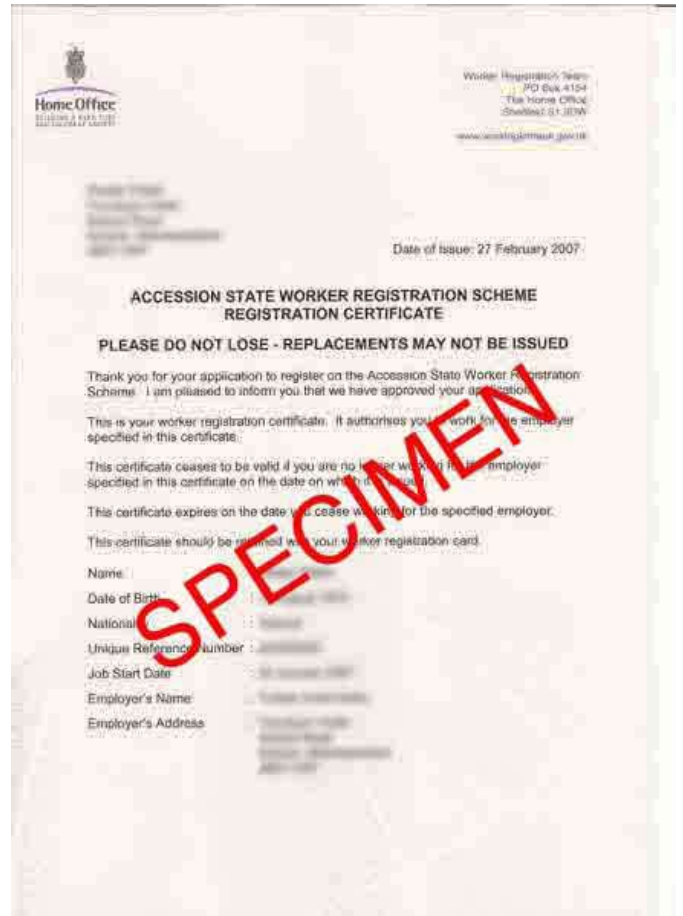 Home Office
Worker Registration Team
PO Box 4154
The Home Office
Sheffield
Date of Issue: 27 February 2007
ACCESSION STATE WORKER REGISTRATION SCHEME
REGISTRATION CERTIFICATE
PLEASE DO NOT LOSE - REPLACEMENTS MAY NOT BE ISSUED
Thank you for your application to register on the Accession State Worker Registration
Scheme. I am pleased to inform you that we have approved your application.
This is your worker registration certificate. It authorises you to work for the employer
specified in this certificate.
This certificate ceases to be valid if you are no longer working for the employer
specified in this certificate on the date on which it is issued.
This certificate expires on the date you cease working for the specified employer.
This certificate should be retained with your worker registration card.
Name :
Date of Birth :
National :
Unique Reference Number :
Job Start Date :
Employer's Name :
Employer's Address :
SPECIMEN